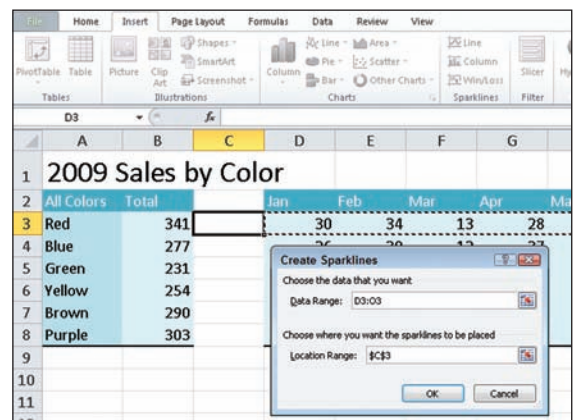 File Home Insert Page Layout Formulas Data Review View
PivotTable Table Picture Clip Art Shapes SmartArt Screenshot Column Line Pie Bar Area Scatter Other Charts Line Column Win/Loss Slicer
Tables Illustrations Charts Sparklines Filter
D3 fx
A B C D E F G
1 2009 Sales by Color
2 All Colors Total Jan Feb Mar Apr Ma
3 Red 341 30 34 13 28
4 Blue 277
5 Green 231
6 Yellow 254
7 Brown 290
8 Purple 303
9
10
11
Create Sparklines
Choose the data that you want
Data Range: D3:O3
Choose where you want the sparklines to be placed
Location Range: $C$3
OK Cancel